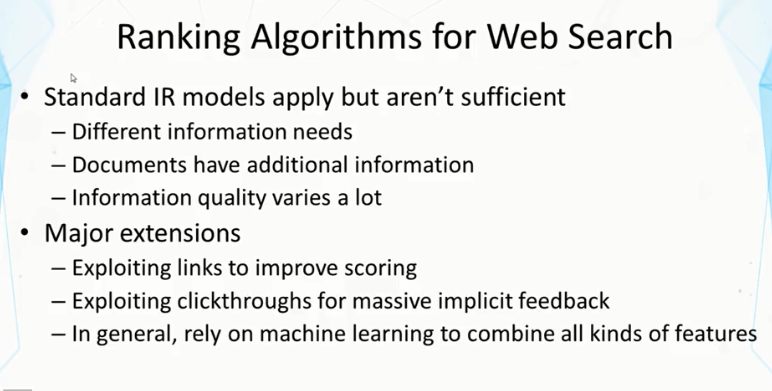 Ranking Algorithms for Web Search
• Standard IR models apply but aren't sufficient
– Different information needs
– Documents have additional information
– Information quality varies a lot
• Major extensions
– Exploiting links to improve scoring
– Exploiting clickthroughs for massive implicit feedback
– In general, rely on machine learning to combine all kinds of features